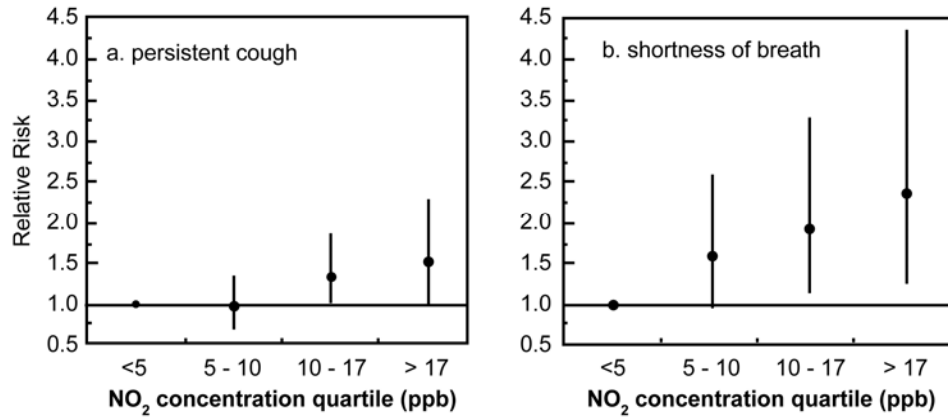 4.5
4.0
3.5
3.0
2.5
2.0
1.5
1.0
0.5
Relative Risk
a. persistent cough
<5
5 - 10
10 - 17
> 17
NO₂ concentration quartile (ppb)
4.5
4.0
3.5
3.0
2.5
2.0
1.5
1.0
0.5
b. shortness of breath
<5
5 - 10
10 - 17
> 17
NO₂ concentration quartile (ppb)